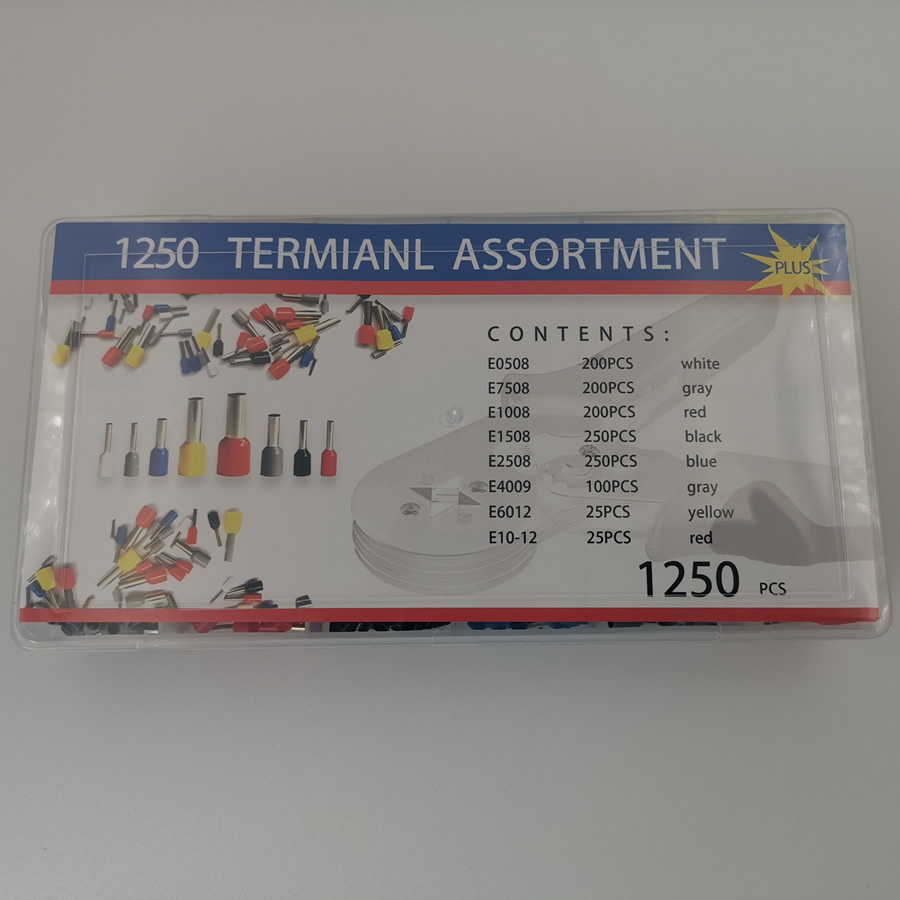 1250 TERMIANL ASSORTMENT
PLUS
CONTENTS:
E0508 200PCS white
E7508 200PCS gray
E1008 200PCS red
E1508 250PCS black
E2508 250PCS blue
E4009 100PCS gray
E6012 25PCS yellow
E10-12 25PCS red
1250 PCS